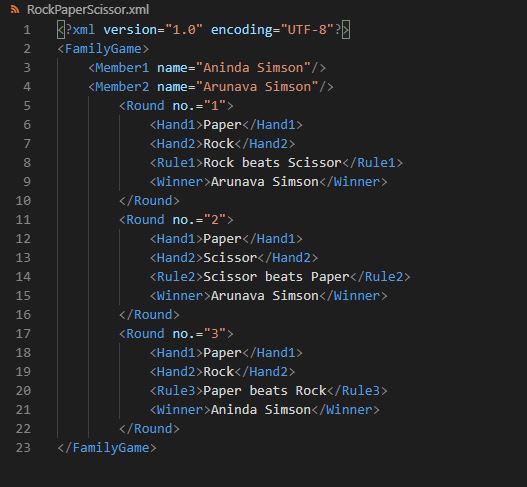 RockPaperScissor.xml
1 <?xml version="1.0" encoding="UTF-8"?>
2 <FamilyGame>
3 <Member1 name="Aninda Simson"/>
4 <Member2 name="Arunava Simson"/>
5 <Round no.="1">
6 <Hand1>Paper</Hand1>
7 <Hand2>Rock</Hand2>
8 <Rule1>Rock beats Scissor</Rule1>
9 <Winner>Arunava Simson</Winner>
10 </Round>
11 <Round no.="2">
12 <Hand1>Paper</Hand1>
13 <Hand2>Scissor</Hand2>
14 <Rule2>Scissor beats Paper</Rule2>
15 <Winner>Arunava Simson</Winner>
16 </Round>
17 <Round no.="3">
18 <Hand1>Paper</Hand1>
19 <Hand2>Rock</Hand2>
20 <Rule3>Paper beats Rock</Rule3>
21 <Winner>Aninda Simson</Winner>
22 </Round>
23 </FamilyGame>